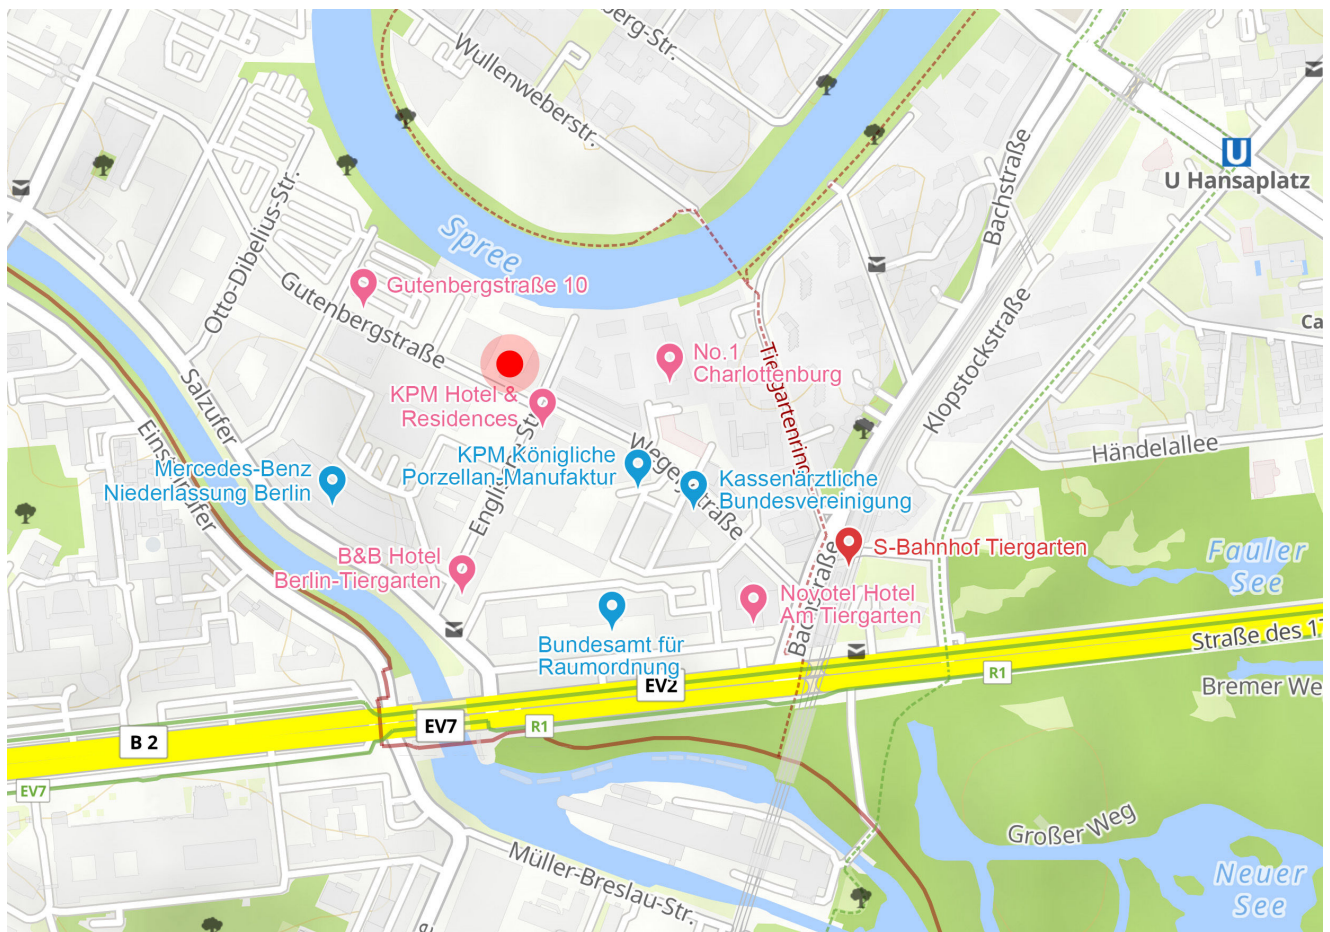 berg-Str.
Wullenweberstr.
Bachstraße
U
U Hansaplatz
Otto-Dibelius-Str.
Spree
Gutenbergstraße 10
Gutenbergstraße
Klopstockstraße
Ca
No.1
Charlottenburg
Tiergartenring
KPM Hotel &
Residences
Salzufer
Händelallee
Wegelystraße
KPM Königliche
Porzellan-Manufaktur
Kassenärztliche
Bundesvereinigung
Mercedes-Benz
Niederlassung Berlin
Einsteinufer
Englische Str.
S-Bahnhof Tiergarten
Fauler
See
B&B Hotel
Berlin-Tiergarten
Novotel Hotel
Am Tiergarten
Bachstraße
Bundesamt für
Raumordnung
Straße des 17
EV2
R1
Bremer We
B 2
EV7
R1
EV7
Großer Weg
Müller-Breslau-Str.
Neuer
See